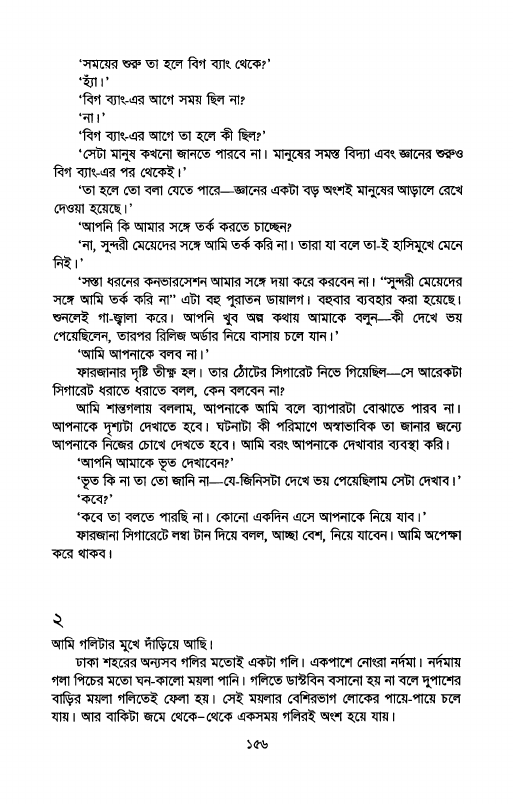 ‘সময়ের শুরু তা হলে বিগ ব্যাং থেকে?’
‘হ্যাঁ।’
‘বিগ ব্যাং-এর আগে সময় ছিল না?
‘না।’
‘বিগ ব্যাং-এর আগে তা হলে কী ছিল?’
‘সেটা মানুষ কখনো জানতে পারবে না। মানুষের সমস্ত বিদ্যা এবং জ্ঞানের শুরুও
বিগ ব্যাং-এর পর থেকেই।’
‘তা হলে তো বলা যেতে পারে—জ্ঞানের একটা বড় অংশই মানুষের আড়ালে রেখে
দেওয়া হয়েছে।’
‘আপনি কি আমার সঙ্গে তর্ক করতে চাচ্ছেন?
‘না, সুন্দরী মেয়েদের সঙ্গে আমি তর্ক করি না। তারা যা বলে তা-ই হাসিমুখে মেনে
নিই।’
‘সস্তা ধরনের কনভারসেশন আমার সঙ্গে দয়া করে করবেন না। “সুন্দরী মেয়েদের
সঙ্গে আমি তর্ক করি না” এটা বহু পুরাতন ডায়ালগ। বহুবার ব্যবহার করা হয়েছে।
শুনলেই গা-জ্বালা করে। আপনি খুব অল্প কথায় আমাকে বলুন—কী দেখে ভয়
পেয়েছিলেন, তারপর রিলিজ অর্ডার নিয়ে বাসায় চলে যান।’
‘আমি আপনাকে বলব না।’
ফারজানার দৃষ্টি তীক্ষ্ণ হল। তার ঠোঁটের সিগারেট নিভে গিয়েছিল—সে আরেকটা
সিগারেট ধরাতে ধরাতে বলল, কেন বলবেন না?
আমি শান্তগলায় বললাম, আপনাকে আমি বলে ব্যাপারটা বোঝাতে পারব না।
আপনাকে দৃশ্যটা দেখাতে হবে। ঘটনাটা কী পরিমাণে অস্বাভাবিক তা জানার জন্যে
আপনাকে নিজের চোখে দেখতে হবে। আমি বরং আপনাকে দেখাবার ব্যবস্থা করি।
‘আপনি আমাকে ভূত দেখাবেন?’
‘ভূত কি না তা তো জানি না—যে-জিনিসটা দেখে ভয় পেয়েছিলাম সেটা দেখাব।’
‘কবে?’
‘কবে তা বলতে পারছি না। কোনো একদিন এসে আপনাকে নিয়ে যাব।’
ফারজানা সিগারেটে লম্বা টান দিয়ে বলল, আচ্ছা বেশ, নিয়ে যাবেন। আমি অপেক্ষা
করে থাকব।
২
আমি গলিটার মুখে দাঁড়িয়ে আছি।
ঢাকা শহরের অন্যসব গলির মতোই একটা গলি। একপাশে নোংরা নর্দমা। নর্দমায়
গলা পিচের মতো ঘন-কালো ময়লা পানি। গলিতে ডাস্টবিন বসানো হয় না বলে দুপাশের
বাড়ির ময়লা গলিতেই ফেলা হয়। সেই ময়লার বেশিরভাগ লোকের পায়ে-পায়ে চলে
যায়। আর বাকিটা জমে থেকে-থেকে একসময় গলিরই অংশ হয়ে যায়।
১৫৬